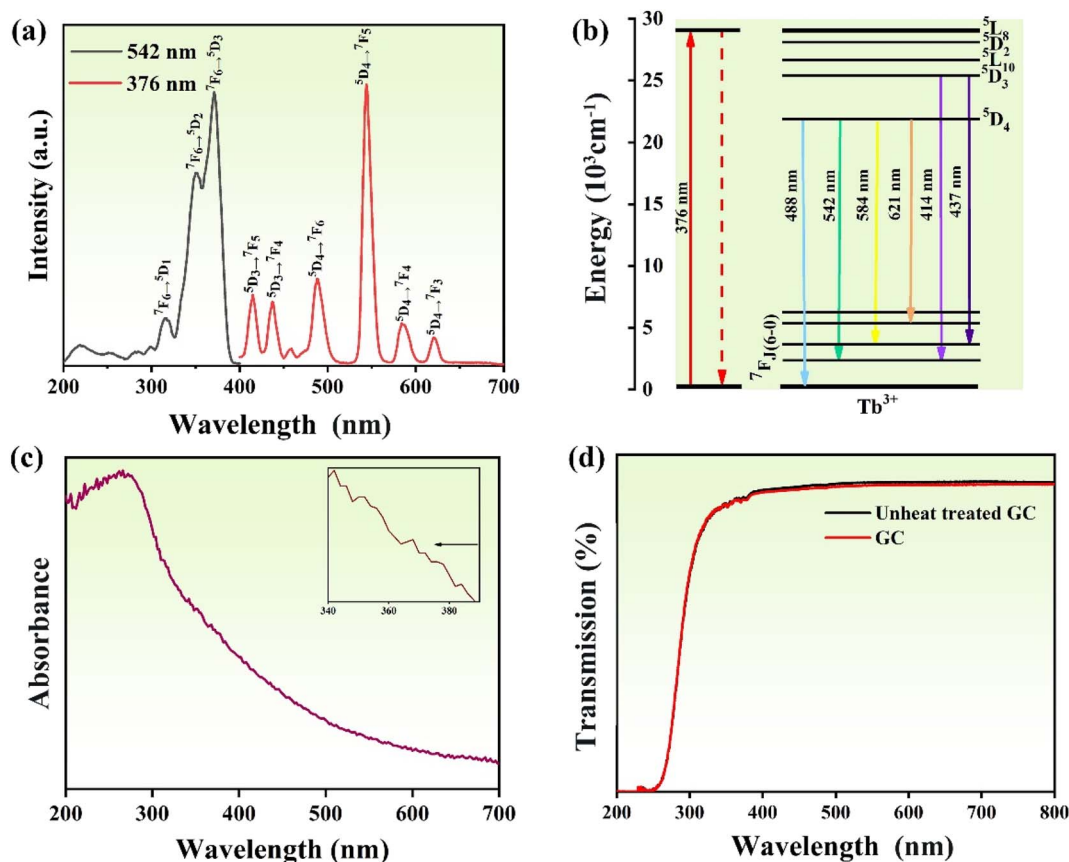 (a)
542 nm
376 nm
⁷F₆→⁵D₁
⁷F₆→⁵D₂
⁷F₆→⁵D₃
⁵D₃→⁷F₅
⁵D₃→⁷F₄
⁵D₄→⁷F₆
⁵D₄→⁷F₅
⁵D₄→⁷F₄
⁵D₄→⁷F₃
Intensity (a.u.)
200 300 400 500 600 700
Wavelength (nm)
(b)
30
25
20
15
10
5
0
Energy (10³cm⁻¹)
376 nm
488 nm
542 nm
584 nm
621 nm
414 nm
437 nm
⁵L₈
⁵D₂
⁵L₁₀
⁵D₃
⁵D₄
⁷F J(6-0)
Tb³⁺
(c)
Absorbance
340 360 380
200 300 400 500 600 700
Wavelength (nm)
(d)
Unheat treated GC
GC
Transmission (%)
200 300 400 500 600 700 800
Wavelength (nm)